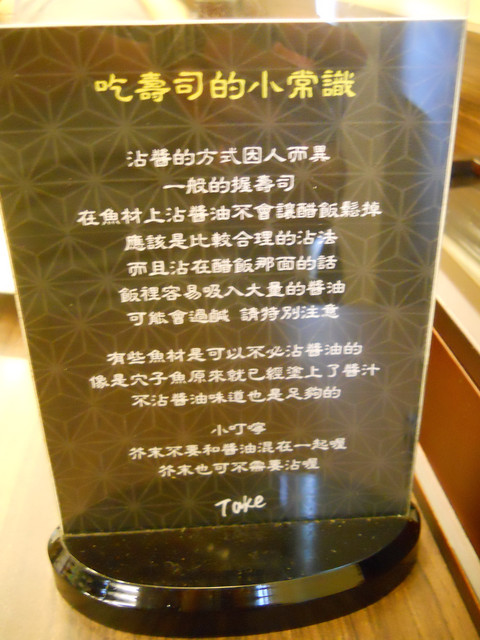 吃壽司的小常識
沾醬的方式因人而異
一般的握壽司
在魚材上沾醬油不會讓醋飯鬆掉
應該是比較合理的沾法
而且沾在醋飯那面的話
飯裡容易吸入大量的醬油
可能會過鹹 請特別注意
有些魚材是可以不必沾醬油的
像是穴子魚原來就已經塗上了醬汁
不沾醬油味道也是足夠的
小叮嚀
芥末不要和醬油混在一起喔
芥末也可不需要沾喔
Take